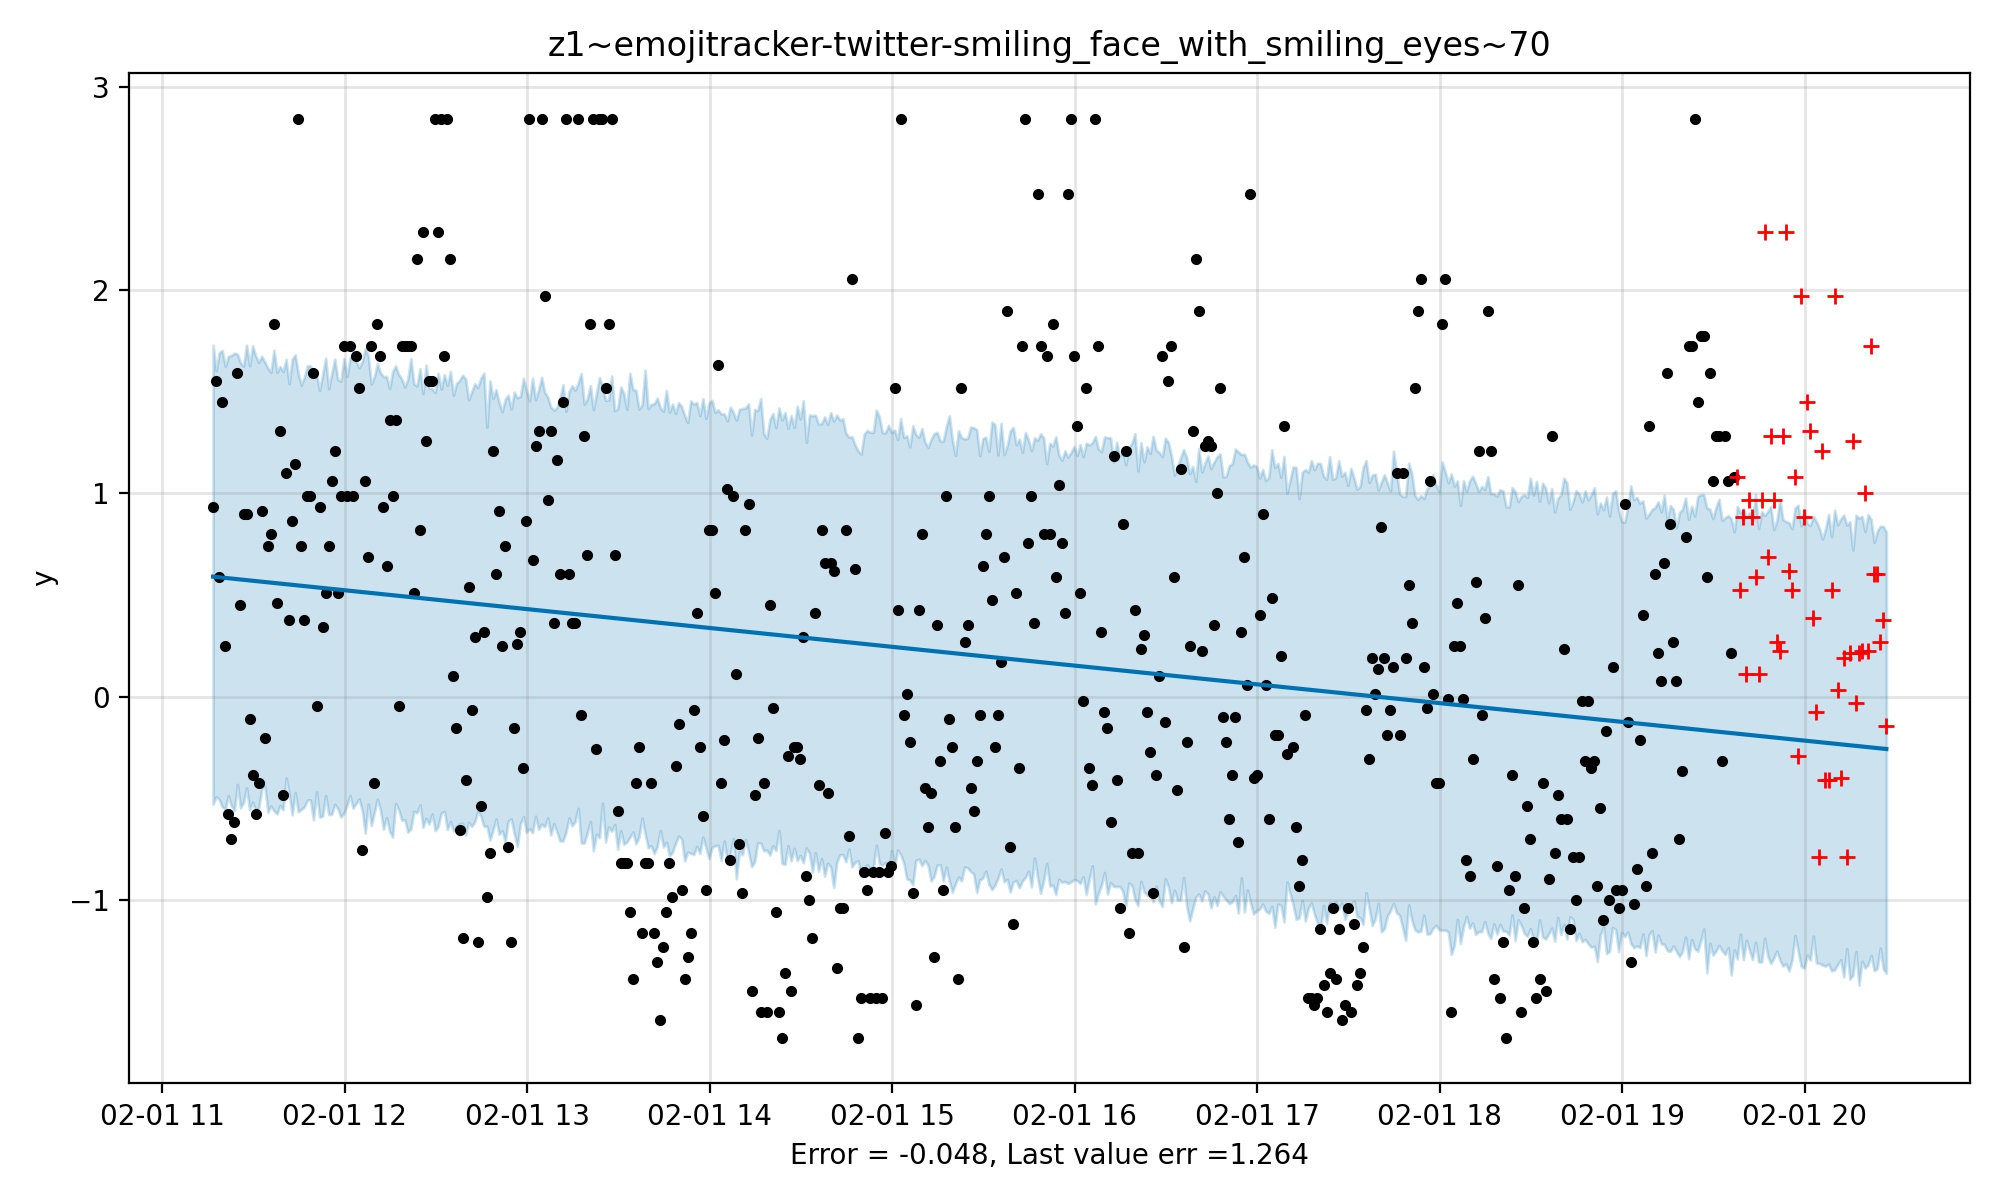 z1~emojitracker-twitter-smiling_face_with_smiling_eyes~70
3
2
1
0
−1
y
02-01 11 02-01 12 02-01 13 02-01 14 02-01 15 02-01 16 02-01 17 02-01 18 02-01 19 02-01 20
Error = -0.048, Last value err =1.264